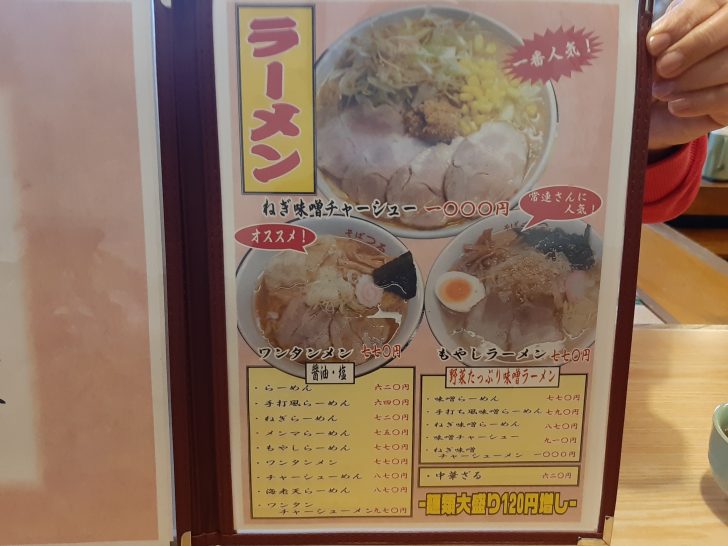 ラーメン
一番人気!
ねぎ味噌チャーシュー 一〇〇〇円
常連さんに
人気!
オススメ!
そばつる
ワンタンメン 七七〇円
もやしラーメン 七七〇円
醤油・塩
・らーめん 六二〇円
・手打風らーめん 六四〇円
・ねぎらーめん 七二〇円
・メンマらーめん 七五〇円
・もやしらーめん 七七〇円
・ワンタンメン 七七〇円
・チャーシューめん 八七〇円
・海老天らーめん 八七〇円
・ワンタン
チャーシューメン 九七〇円
野菜たっぷり味噌ラーメン
・味噌らーめん 七七〇円
・手打ち風味噌らーめん 七九〇円
・ねぎ味噌らーめん 八七〇円
・味噌チャーシュー 九一〇円
・ねぎ味噌
チャーシューメン 一〇〇〇円
・中華ざる 六二〇円
-麺類大盛り120円増し-